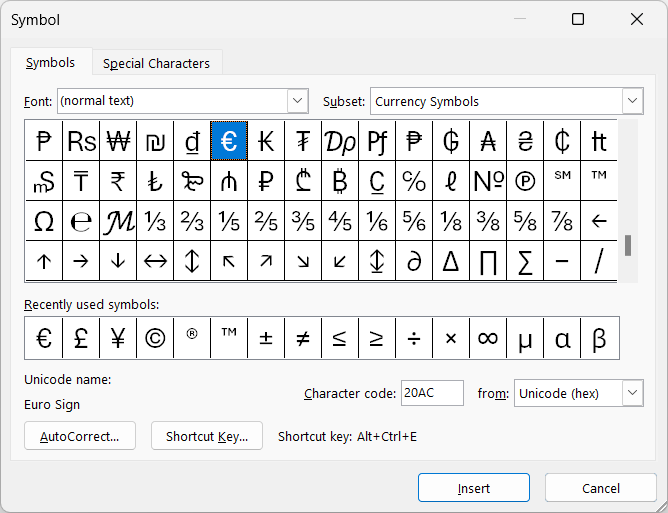 Symbol
Symbols Special Characters
Font: (normal text) Subset: Currency Symbols
₱ ₨ ₩ ₪ ₫ € ₭ ₮ ₯ ₰ ₱ ₲ ₳ ₴ ₵ ₶
₷ ₸ ₹ ₺ ₻ ₼ ₽ ₾ ₿ ⃀ ℅ ℓ № ℗ ℠ ™
Ω ℮ ℳ ⅓ ⅔ ⅕ ⅖ ⅗ ⅘ ⅙ ⅚ ⅛ ⅜ ⅝ ⅞ ←
↑ → ↓ ↔ ↕ ↖ ↗ ↘ ↙ ↨ ∂ ∆ ∏ ∑ − ∕
Recently used symbols:
€ £ ¥ © ® ™ ± ≠ ≤ ≥ ÷ × ∞ µ α β
Unicode name:
Euro Sign
Character code: 20AC from: Unicode (hex)
AutoCorrect... Shortcut Key... Shortcut key: Alt+Ctrl+E
Insert Cancel